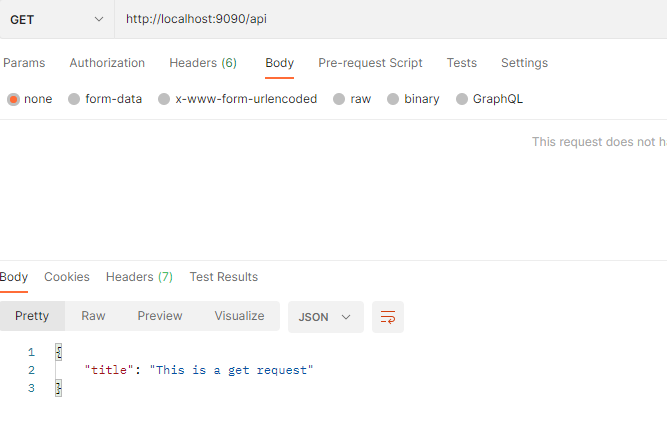 GET http://localhost:9090/api
Params Authorization Headers (6) Body Pre-request Script Tests Settings
none form-data x-www-form-urlencoded raw binary GraphQL
This request does not h
Body Cookies Headers (7) Test Results
Pretty Raw Preview Visualize JSON
1 {
2 "title": "This is a get request"
3 }